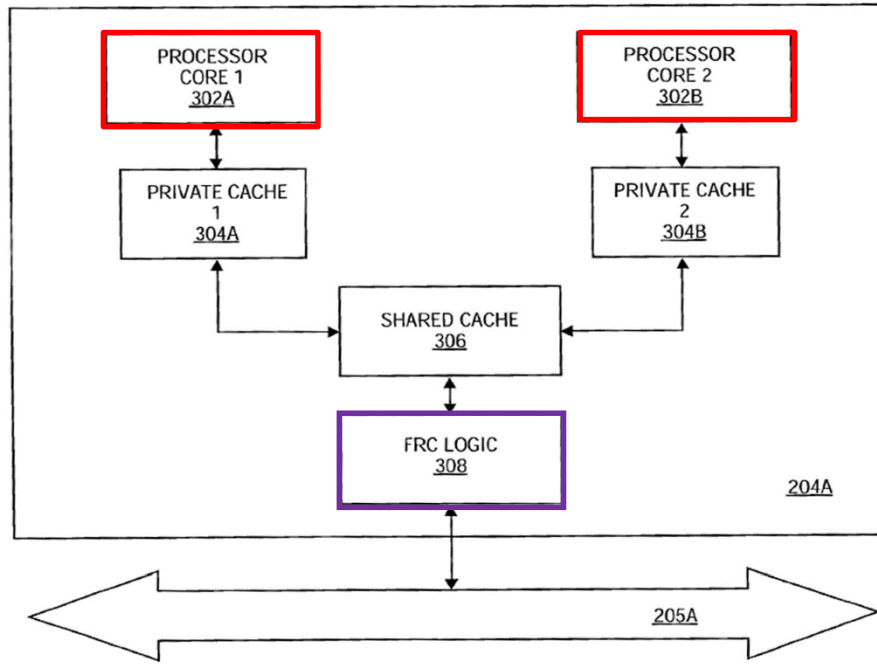 PROCESSOR
CORE 1
302A
PROCESSOR
CORE 2
302B
PRIVATE CACHE
1
304A
PRIVATE CACHE
2
304B
SHARED CACHE
306
FRC LOGIC
308
204A
205A